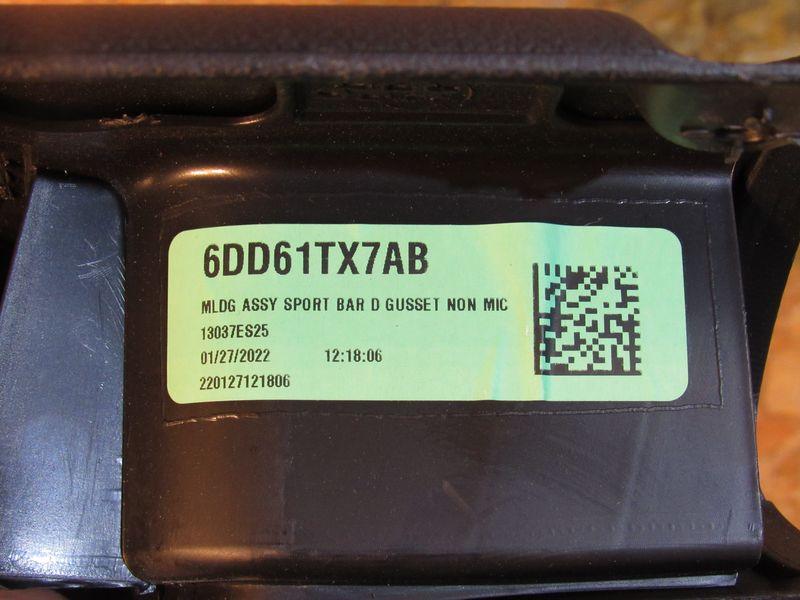 6DD61TX7AB
MLDG ASSY SPORT BAR D GUSSET NON MIC
13037ES25
01/27/2022 12:18:06
220127121806